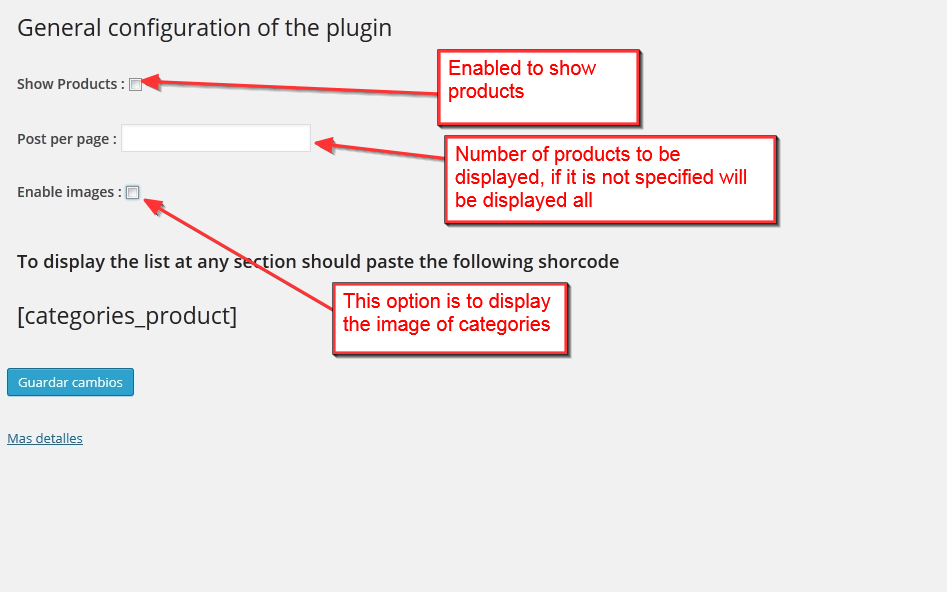 General configuration of the plugin
Show Products :
Enabled to show
products
Post per page :
Number of products to be
displayed, if it is not specified will
be displayed all
Enable images :
To display the list at any section should paste the following shorcode
This option is to display
the image of categories
[categories_product]
Guardar cambios
Mas detalles